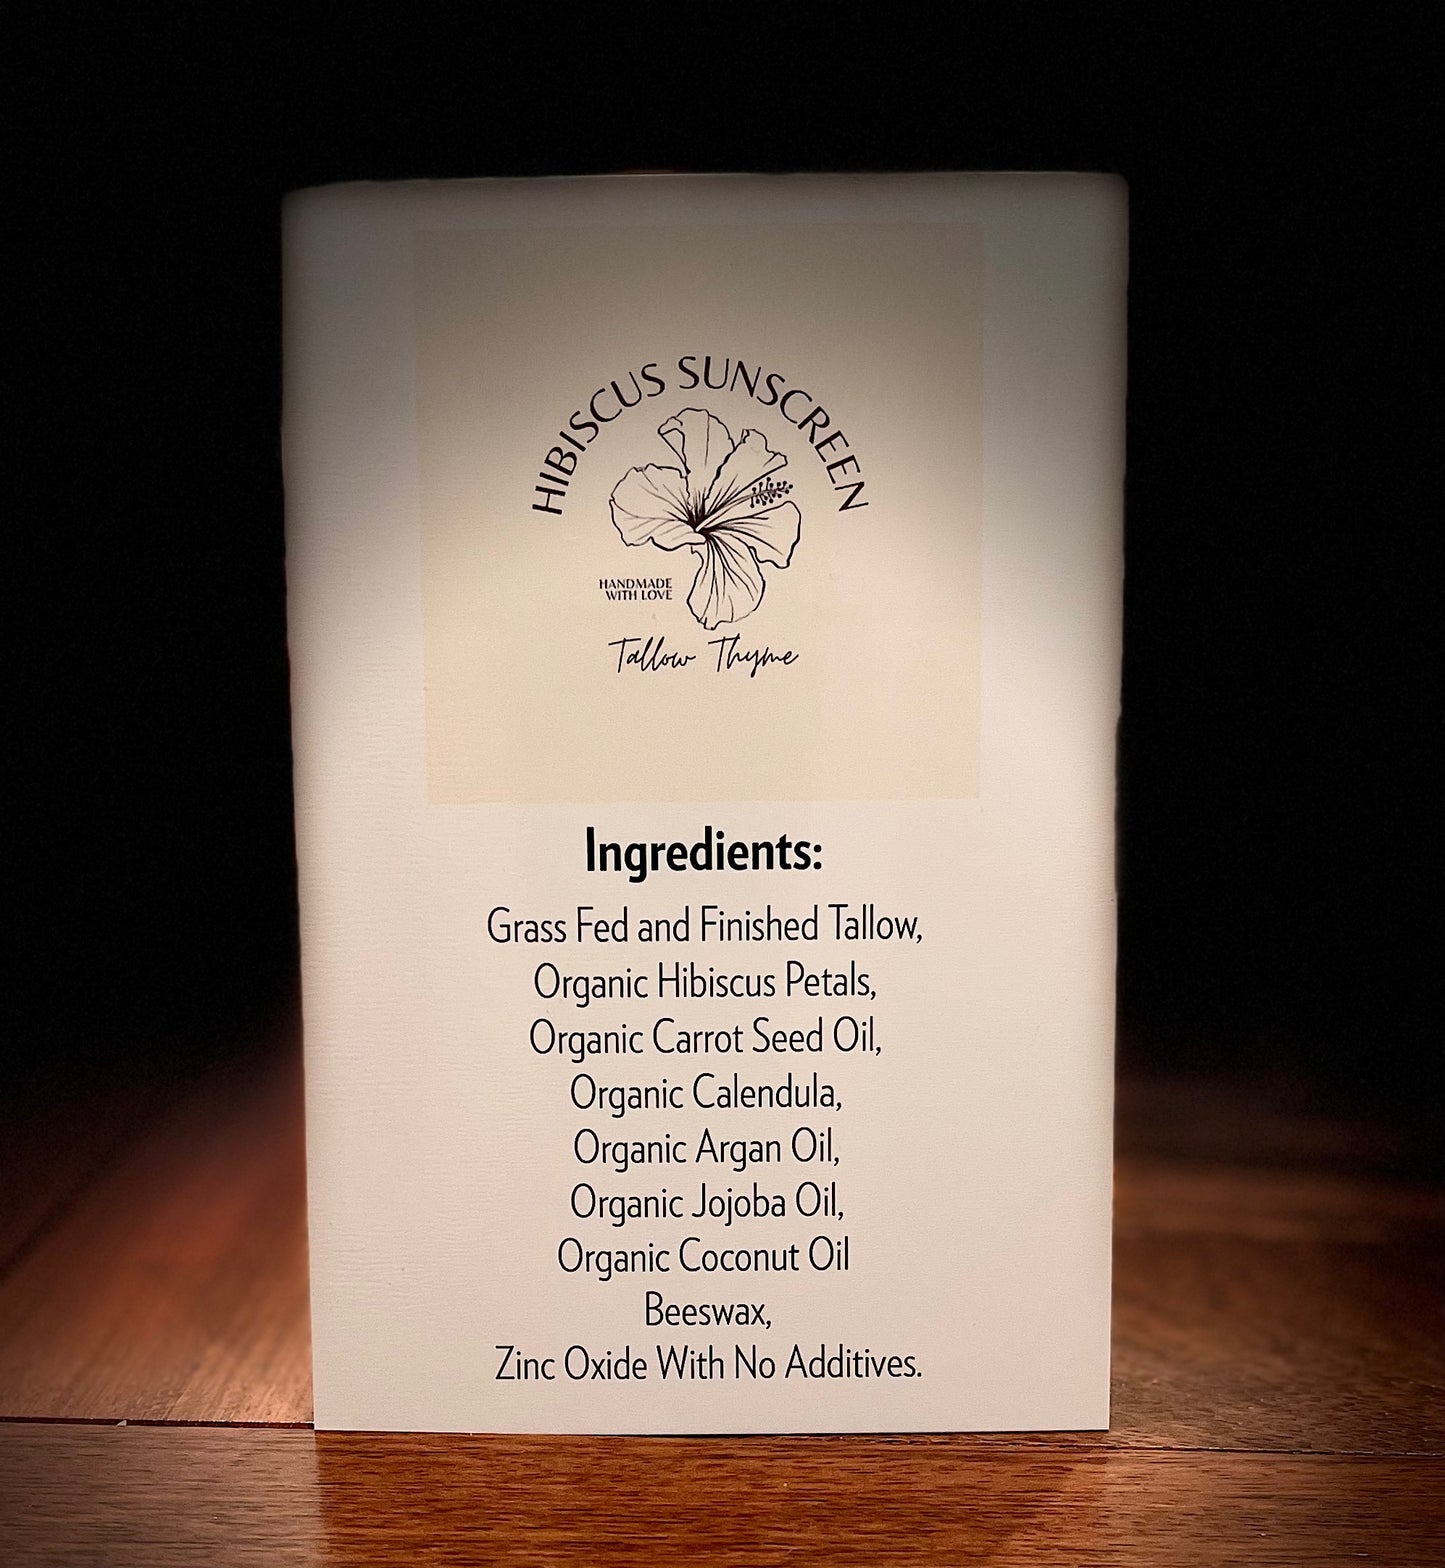 HIBISCUS SUNSCREEN
HANDMADE
WITH LOVE
Tallow Thyme
Ingredients:
Grass Fed and Finished Tallow,
Organic Hibiscus Petals,
Organic Carrot Seed Oil,
Organic Calendula,
Organic Argan Oil,
Organic Jojoba Oil,
Organic Coconut Oil
Beeswax,
Zinc Oxide With No Additives.